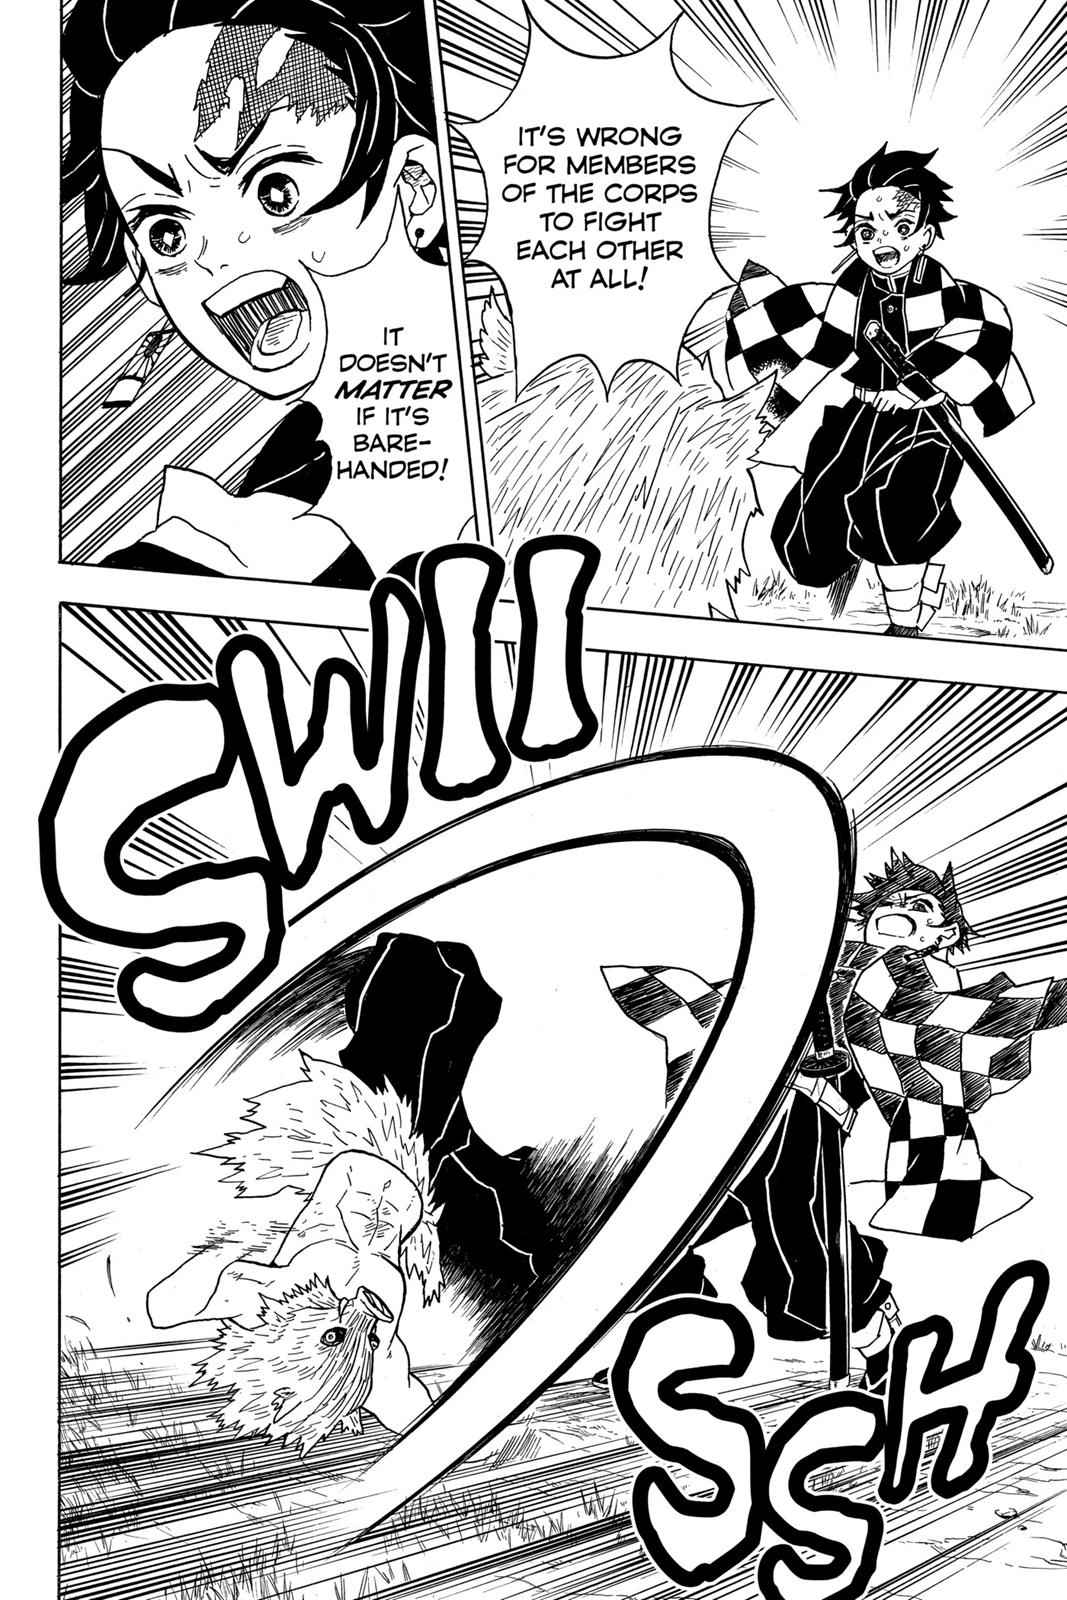 IT'S WRONG
FOR MEMBERS
OF THE CORPS
TO FIGHT
EACH OTHER
AT ALL!
IT
DOESN'T
MATTER
IF IT'S
BARE-
HANDED!
SWII
SSH